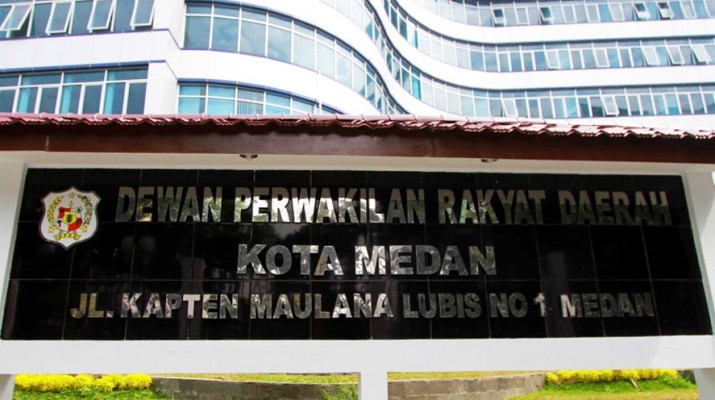 DEWAN PERWAKILAN RAKYAT DAERAH
KOTA MEDAN
JL. KAPTEN MAULANA LUBIS NO 1 MEDAN